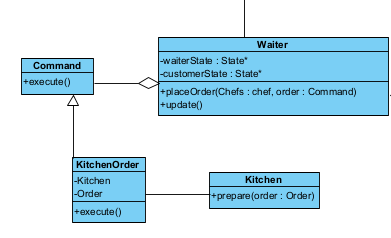 Waiter
-waiterState : State*
-customerState : State*
+placeOrder(Chefs : chef, order : Command)
+update()
Command
+execute()
KitchenOrder
-Kitchen
-Order
+execute()
Kitchen
+prepare(order : Order)